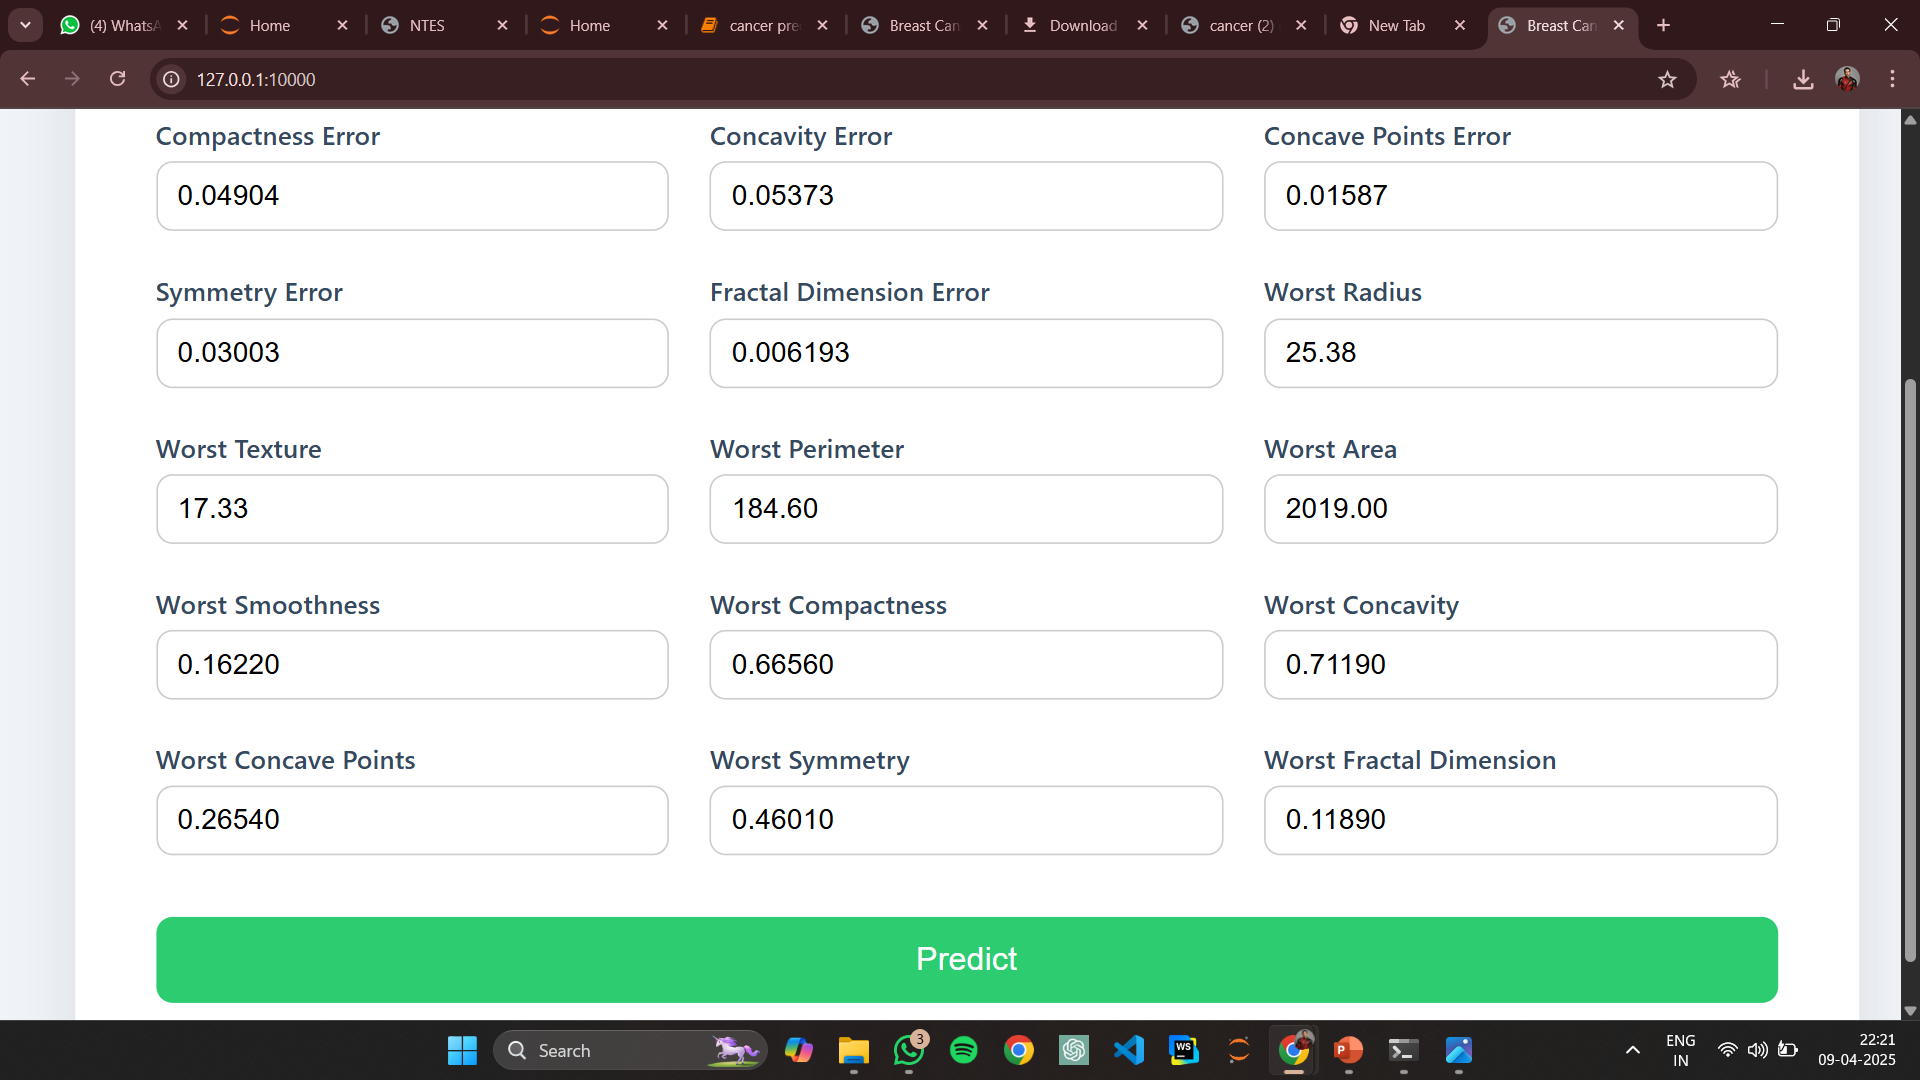 (4) WhatsA
Home
NTES
Home
cancer pre
Breast Can
Download
cancer (2)
New Tab
Breast Can
127.0.0.1:10000
Compactness Error Concavity Error Concave Points Error
0.04904 0.05373 0.01587
Symmetry Error Fractal Dimension Error Worst Radius
0.03003 0.006193 25.38
Worst Texture Worst Perimeter Worst Area
17.33 184.60 2019.00
Worst Smoothness Worst Compactness Worst Concavity
0.16220 0.66560 0.71190
Worst Concave Points Worst Symmetry Worst Fractal Dimension
0.26540 0.46010 0.11890
Predict
Search
3
WS
P
ENG
IN
22:21
09-04-2025